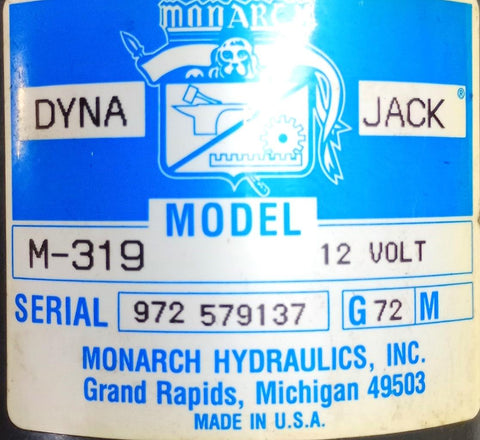 MONARCH
DYNA JACK®
MODEL
M-319 12 VOLT
SERIAL 972 579137 G 72 M
MONARCH HYDRAULICS, INC.
Grand Rapids, Michigan 49503
MADE IN U.S.A.